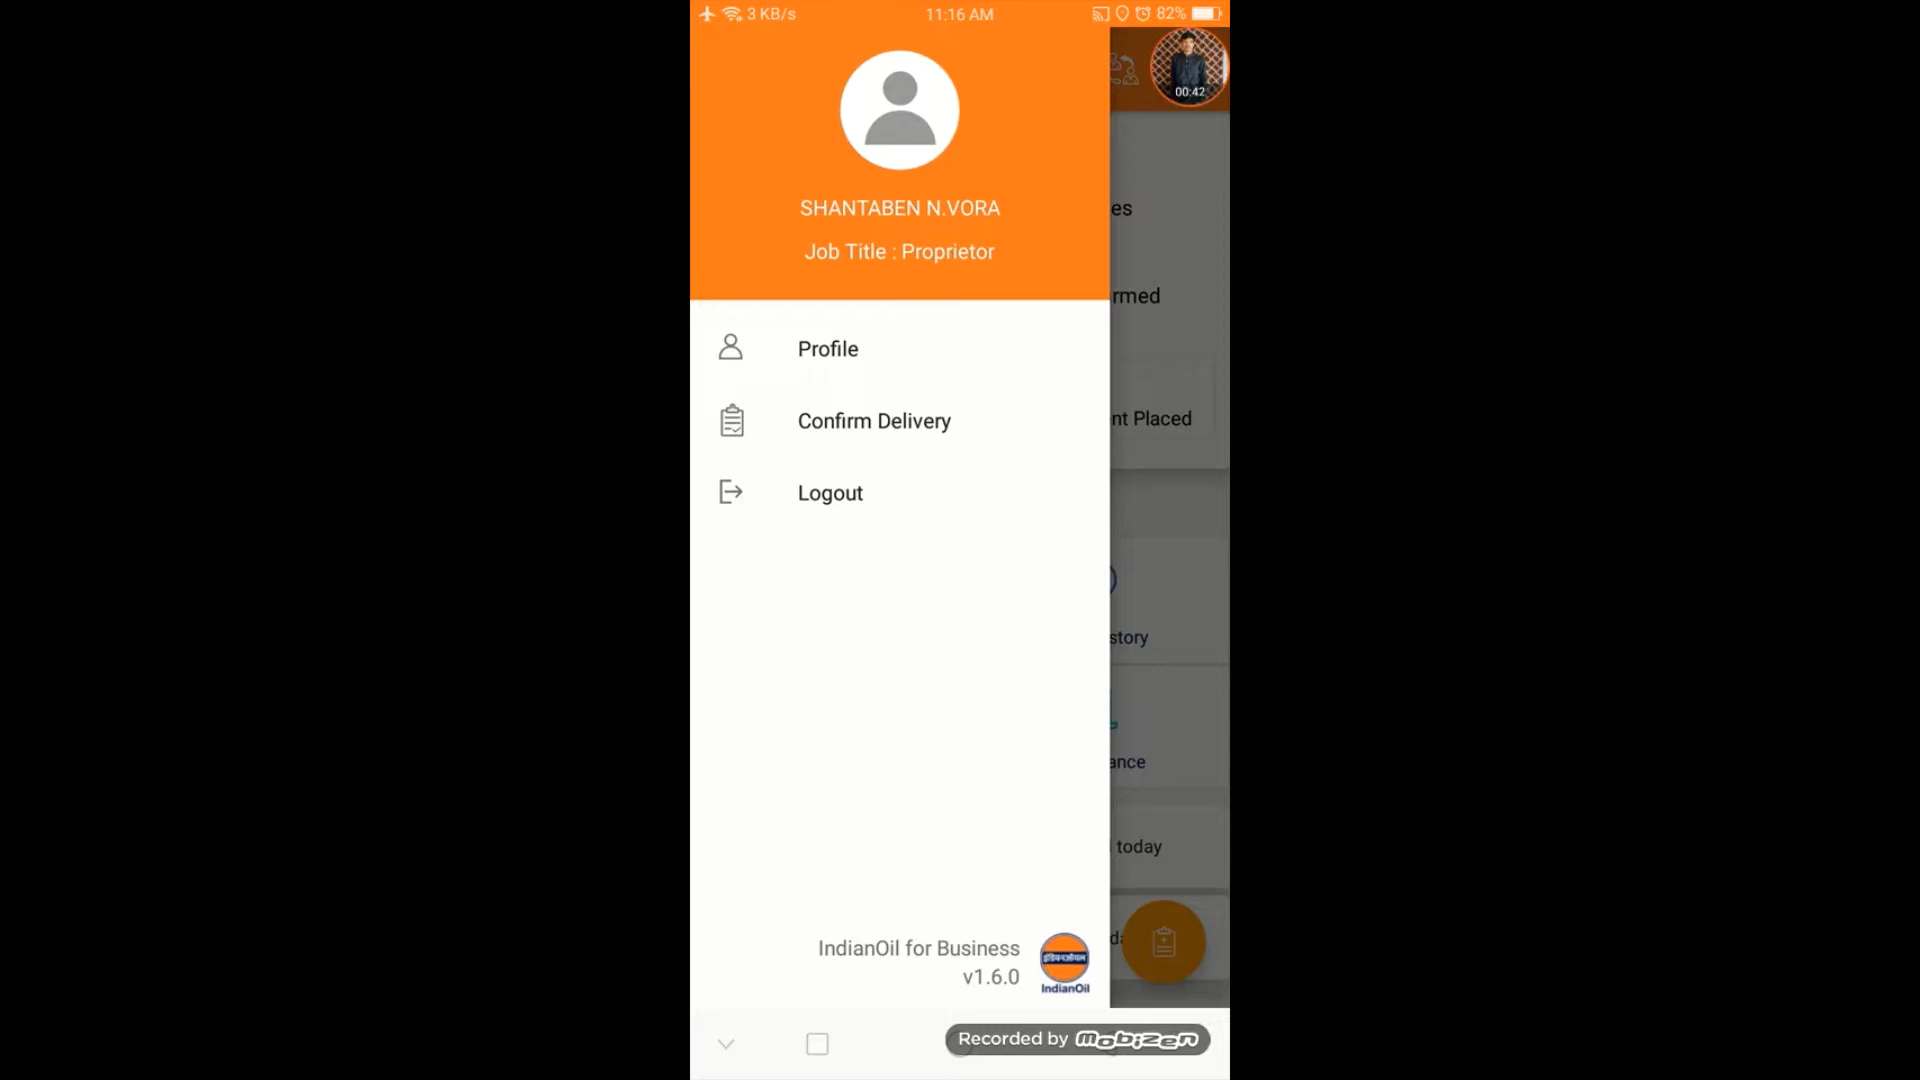 3 KB/s 11:16 AM 82%
00:42
SHANTABEN N.VORA
Job Title : Proprietor
es
rmed
Profile
nt Placed
Confirm Delivery
Logout
story
ance
today
IndianOil for Business
v1.6.0
इंडियनऑयल
IndianOil
Recorded by mobizen